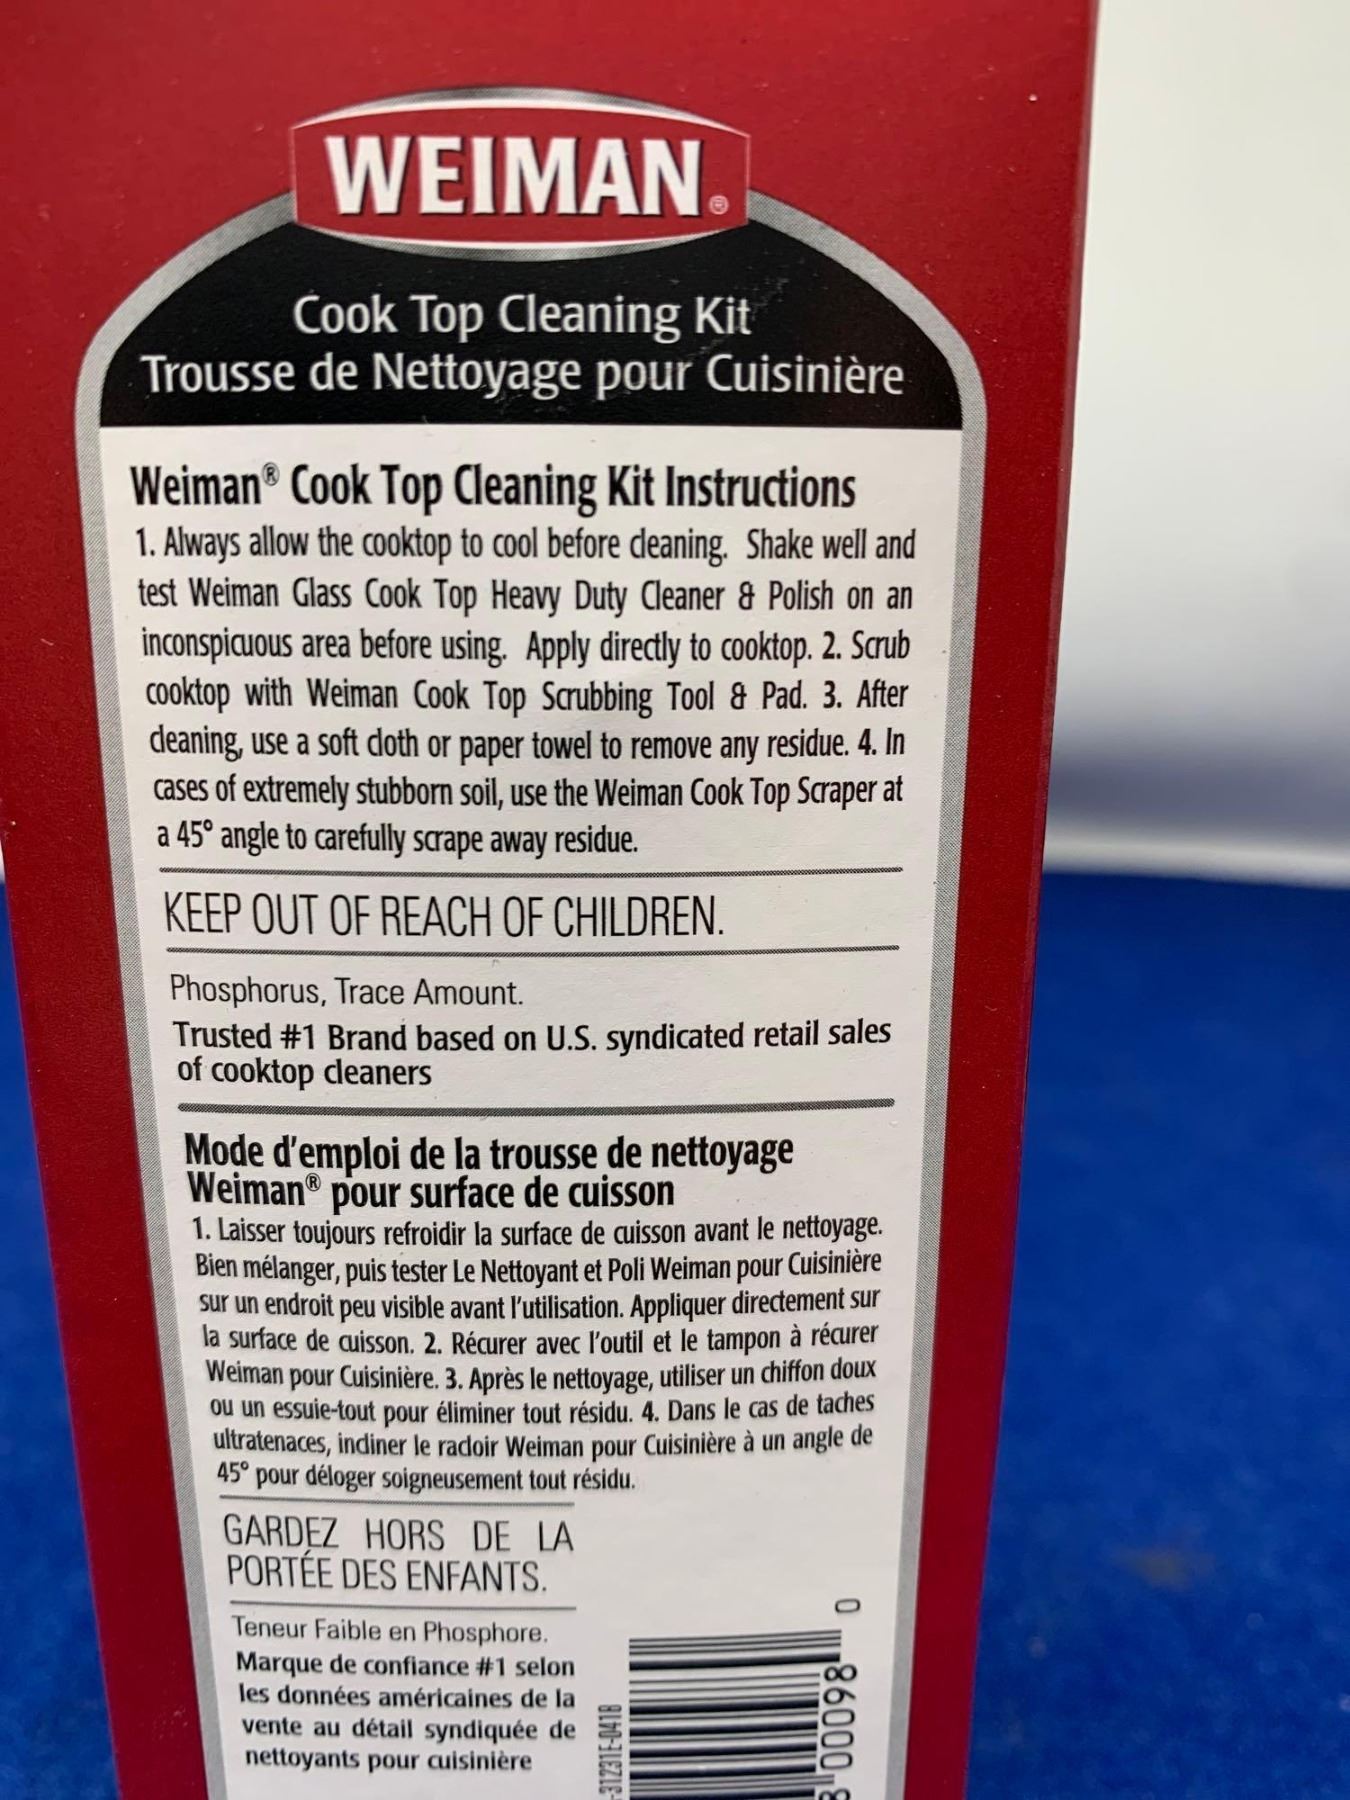 WEIMAN®
Cook Top Cleaning Kit
Trousse de Nettoyage pour Cuisinière
Weiman® Cook Top Cleaning Kit Instructions
1. Always allow the cooktop to cool before cleaning. Shake well and
test Weiman Glass Cook Top Heavy Duty Cleaner & Polish on an
inconspicuous area before using. Apply directly to cooktop. 2. Scrub
cooktop with Weiman Cook Top Scrubbing Tool & Pad. 3. After
cleaning, use a soft cloth or paper towel to remove any residue. 4. In
cases of extremely stubborn soil, use the Weiman Cook Top Scraper at
a 45° angle to carefully scrape away residue.
KEEP OUT OF REACH OF CHILDREN.
Phosphorus, Trace Amount.
Trusted #1 Brand based on U.S. syndicated retail sales
of cooktop cleaners
Mode d'emploi de la trousse de nettoyage
Weiman® pour surface de cuisson
1. Laisser toujours refroidir la surface de cuisson avant le nettoyage.
Bien mélanger, puis tester Le Nettoyant et Poli Weiman pour Cuisinière
sur un endroit peu visible avant l'utilisation. Appliquer directement sur
la surface de cuisson. 2. Récurer avec l'outil et le tampon à récurer
Weiman pour Cuisinière. 3. Après le nettoyage, utiliser un chiffon doux
ou un essuie-tout pour éliminer tout résidu. 4. Dans le cas de taches
ultratenaces, incliner le racloir Weiman pour Cuisinière à un angle de
45° pour déloger soigneusement tout résidu.
GARDEZ HORS DE LA
PORTÉE DES ENFANTS.
Teneur Faible en Phosphore.
Marque de confiance #1 selon
les données américaines de la
vente au détail syndiquée de
nettoyants pour cuisinière
-31231E-0418
00098
0